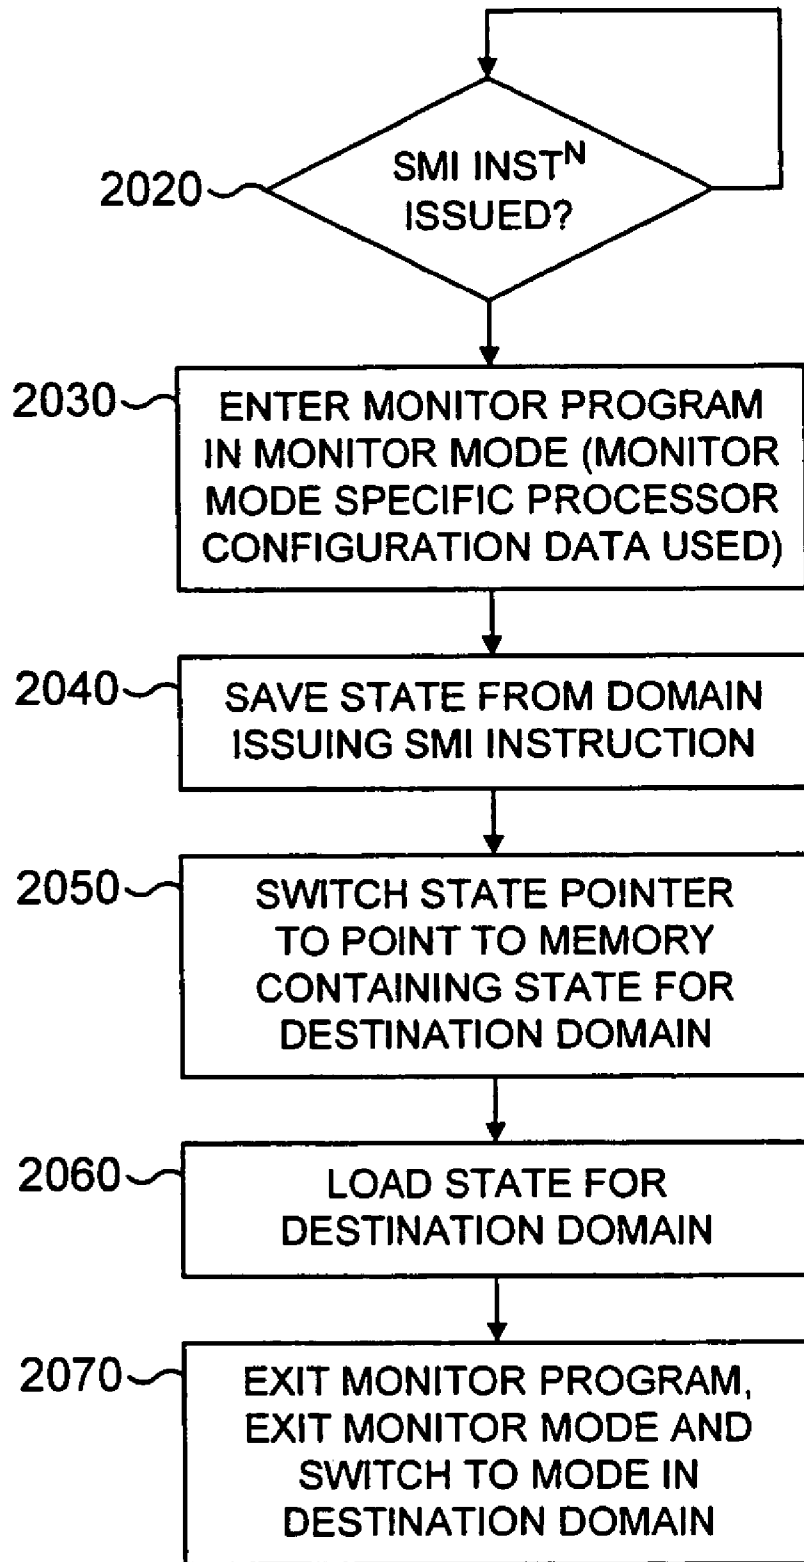 2020
SMI INST^N
ISSUED?
2030
ENTER MONITOR PROGRAM
IN MONITOR MODE (MONITOR
MODE SPECIFIC PROCESSOR
CONFIGURATION DATA USED)
2040
SAVE STATE FROM DOMAIN
ISSUING SMI INSTRUCTION
2050
SWITCH STATE POINTER
TO POINT TO MEMORY
CONTAINING STATE FOR
DESTINATION DOMAIN
2060
LOAD STATE FOR
DESTINATION DOMAIN
2070
EXIT MONITOR PROGRAM,
EXIT MONITOR MODE AND
SWITCH TO MODE IN
DESTINATION DOMAIN